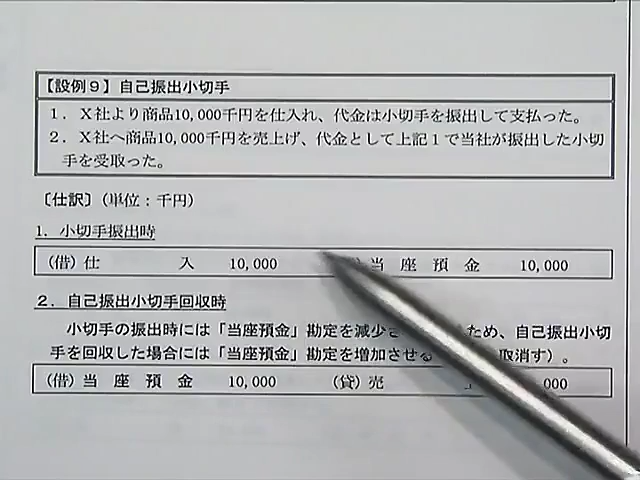 【設例9】自己振出小切手
1．X社より商品10,000千円を仕入れ、代金は小切手を振出して支払った。
2．X社へ商品10,000千円を売上げ、代金として上記1で当社が振出した小切
手を受取った。
〔仕訳〕（単位：千円）
1．小切手振出時
（借）仕 入 10,000 当 座 預 金 10,000
2．自己振出小切手回収時
小切手の振出時には「当座預金」勘定を減少さ ため、自己振出小切
手を回収した場合には「当座預金」勘定を増加させる 取消す）。
（借）当 座 預 金 10,000 （貸）売 000